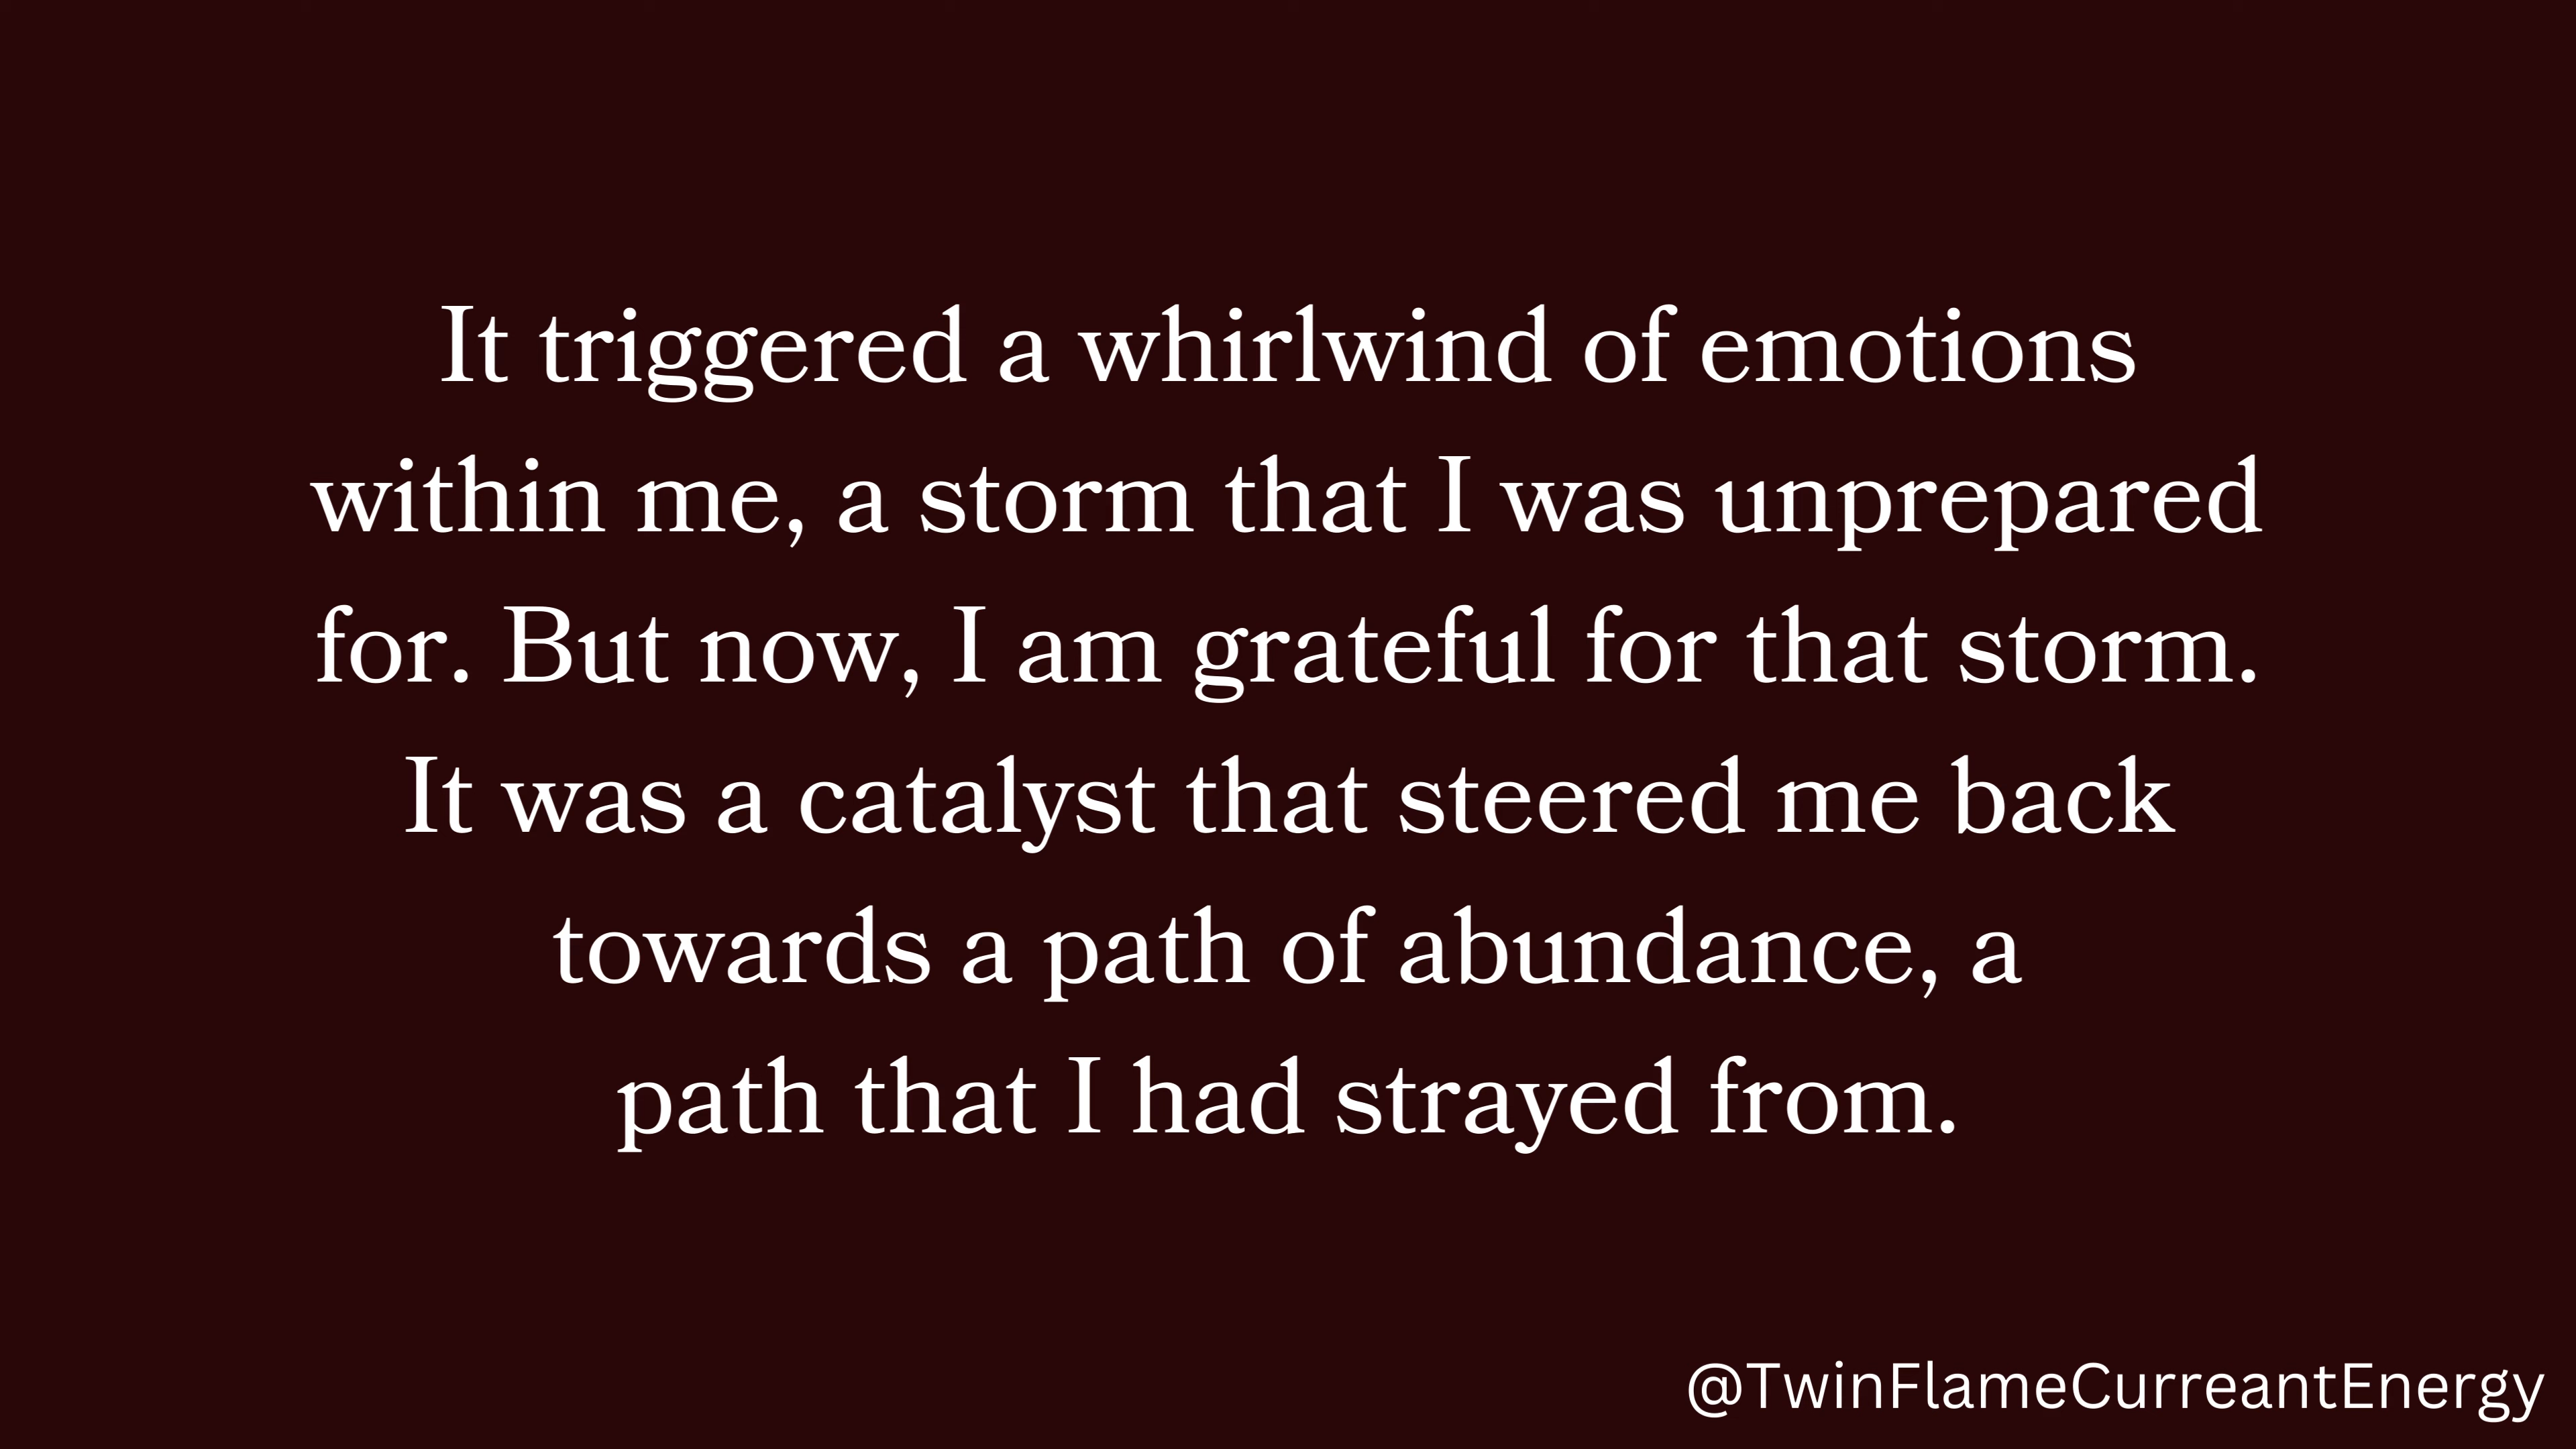 It triggered a whirlwind of emotions
within me, a storm that I was unprepared
for. But now, I am grateful for that storm.
It was a catalyst that steered me back
towards a path of abundance, a
path that I had strayed from.
@TwinFlameCurreantEnergy